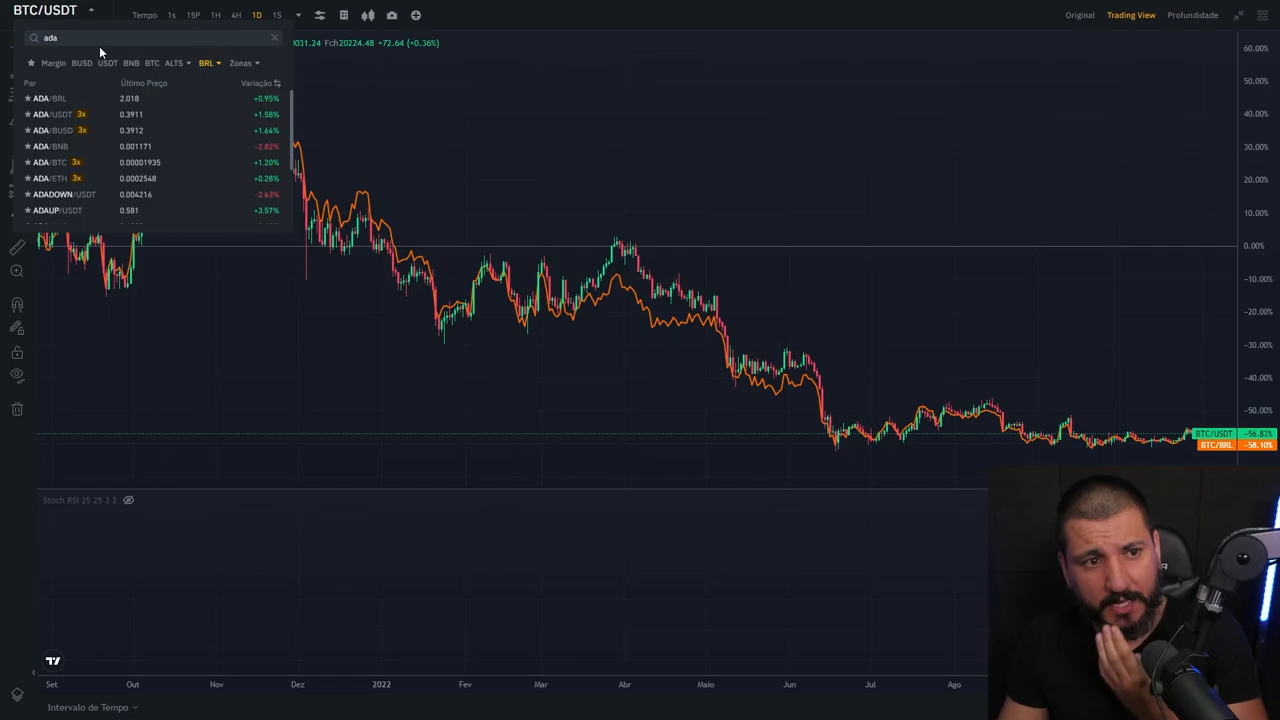 BTC/USDT
Tempo 1s 15P 1H 4H 1D 1S
Original Trading View Profundidade
ada
0031.24 Fch20224.48 +72.64 (+0.36%)
Margin BUSD USDT BNB BTC ALTS BRL Zonas
Par Último Preço Variação
ADA/BRL 2.018 +0.95%
ADA/USDT 3x 0.3911 +1.58%
ADA/BUSD 3x 0.3912 +1.64%
ADA/BNB 0.001171 -2.82%
ADA/BTC 3x 0.00001935 +1.20%
ADA/ETH 3x 0.0002548 +0.28%
ADADOWN/USDT 0.004216 -2.63%
ADAUP/USDT 0.581 +3.57%
60.00%
50.00%
40.00%
30.00%
20.00%
10.00%
0.00%
-10.00%
-20.00%
-30.00%
-40.00%
-50.00%
BTC/USDT -56.83%
BTC/BRL -58.10%
Stoch RSI 25 25 3 3
Set Out Nov Dez 2022 Fev Mar Abr Maio Jun Jul Ago
Intervalo de Tempo